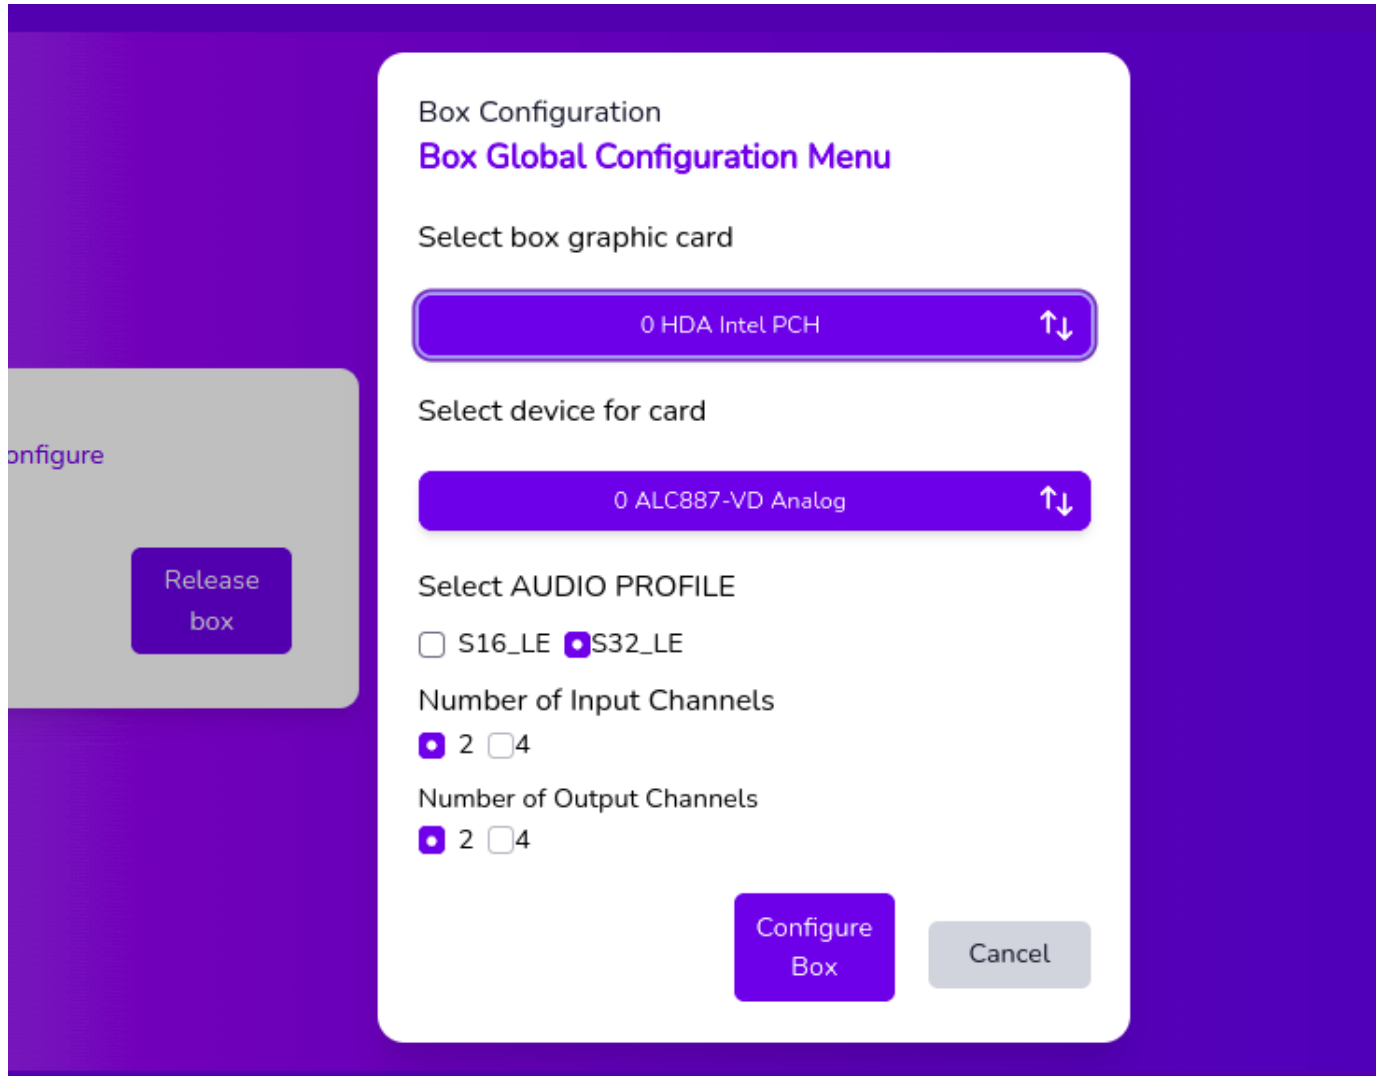 Box Configuration
Box Global Configuration Menu
Select box graphic card
0 HDA Intel PCH
Select device for card
0 ALC887-VD Analog
onfigure
Release
box
Select AUDIO PROFILE
S16_LE S32_LE
Number of Input Channels
2 4
Number of Output Channels
2 4
Configure
Box
Cancel